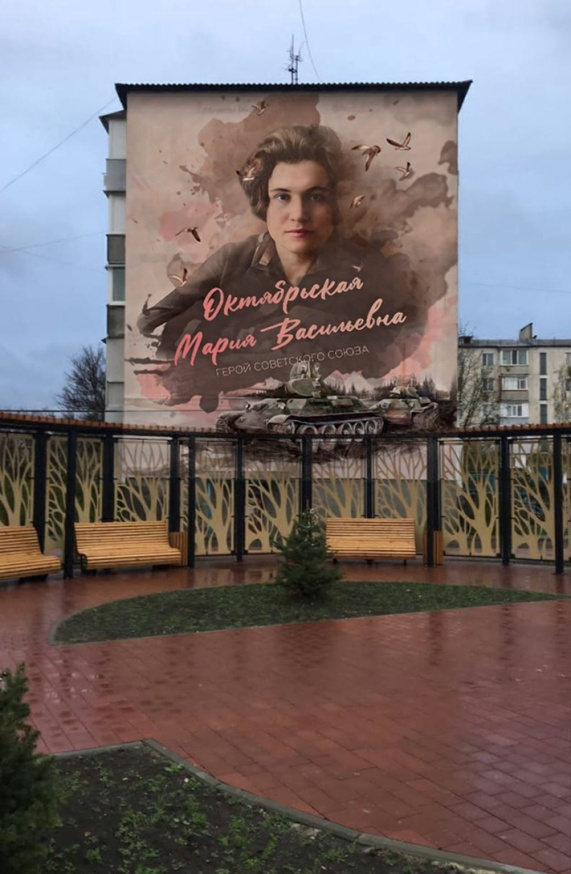 Октябрьская
Мария Васильевна
ГЕРОЙ СОВЕТСКОГО СОЮЗА